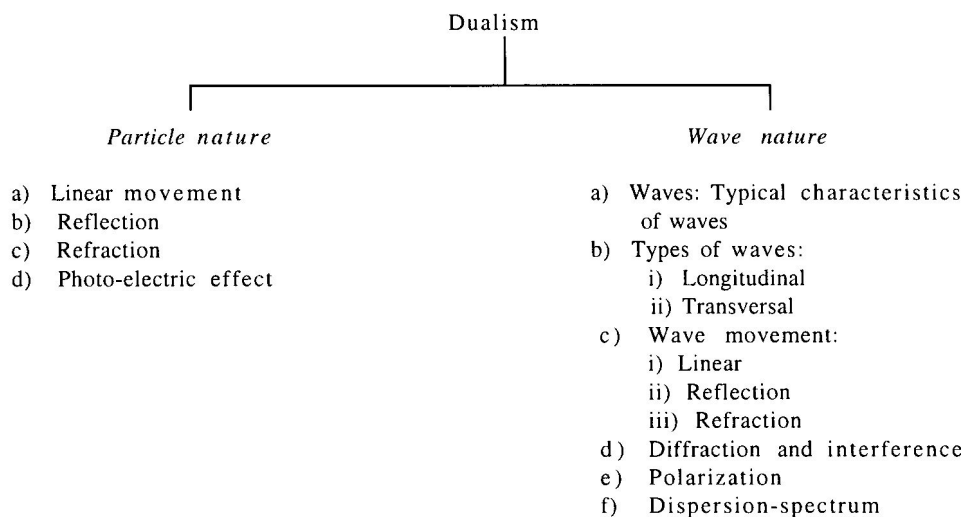 Dualism
Particle nature
a) Linear movement
b) Reflection
c) Refraction
d) Photo-electric effect
Wave nature
a) Waves: Typical characteristics
of waves
b) Types of waves:
i) Longitudinal
ii) Transversal
c) Wave movement:
i) Linear
ii) Reflection
iii) Refraction
d) Diffraction and interference
e) Polarization
f) Dispersion-spectrum